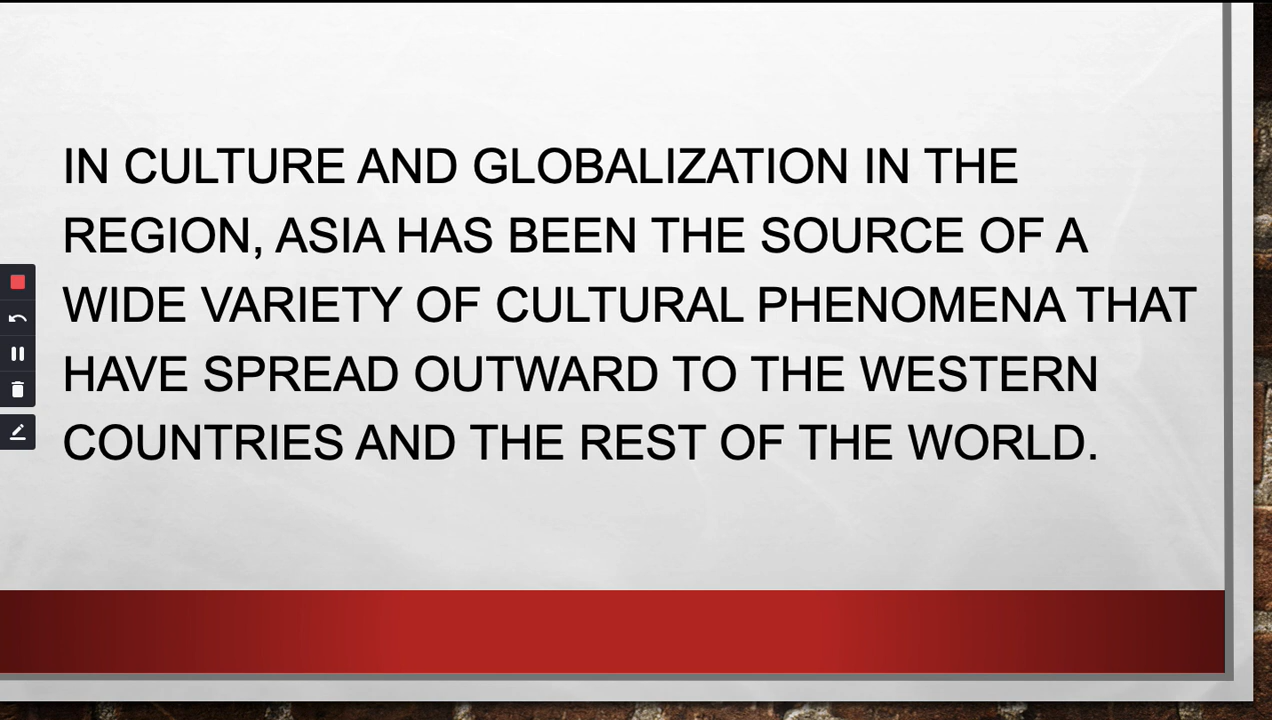 IN CULTURE AND GLOBALIZATION IN THE
REGION, ASIA HAS BEEN THE SOURCE OF A
WIDE VARIETY OF CULTURAL PHENOMENA THAT
HAVE SPREAD OUTWARD TO THE WESTERN
COUNTRIES AND THE REST OF THE WORLD.